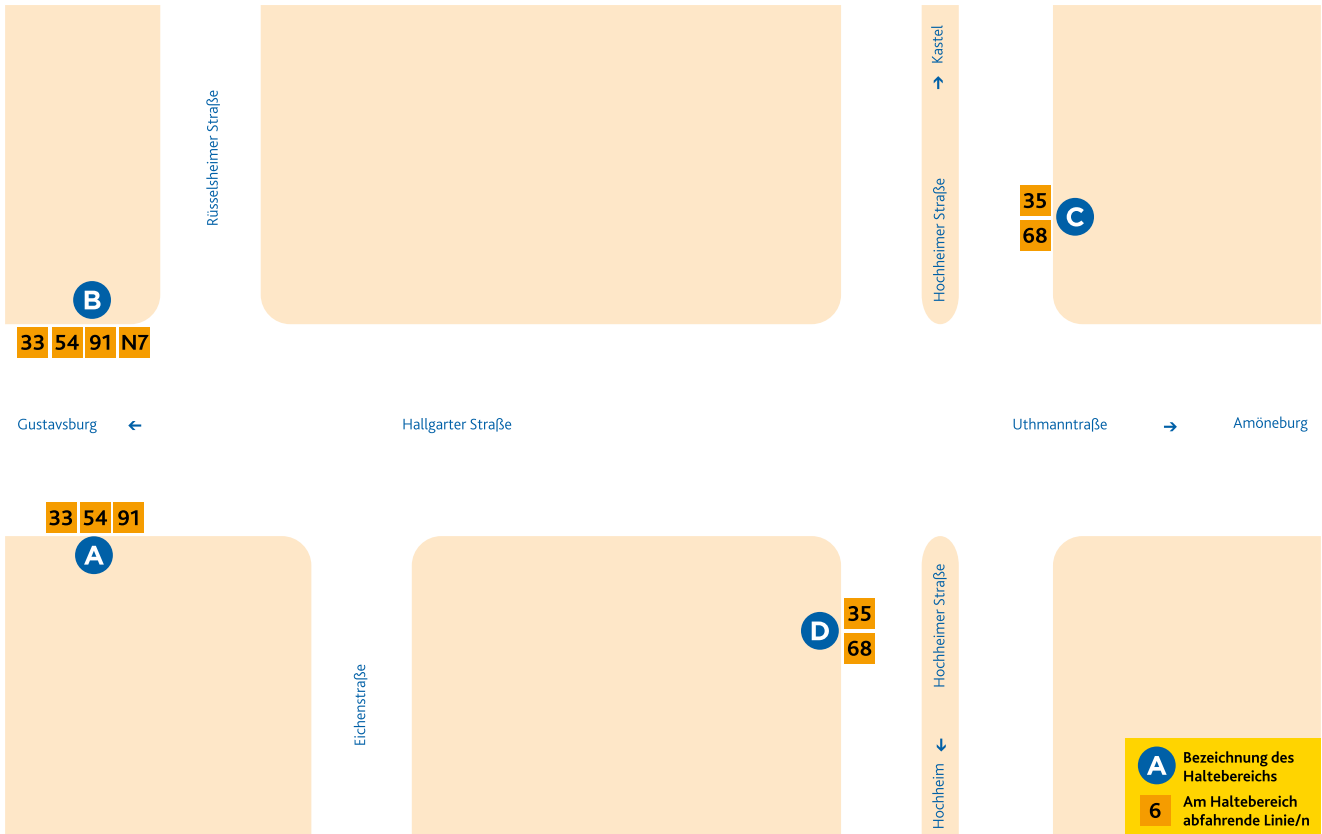 Kastel
Rüsselsheimer Straße
Hochheimer Straße
35
C
68
B
33 54 91 N7
Gustavsburg
Hallgarter Straße
Uthmanntraße
Amöneburg
33 54 91
A
Hochheimer Straße
35
D
68
Eichenstraße
Hochheim
A
Bezeichnung des
Haltebereichs
6
Am Haltebereich
abfahrende Linie/n